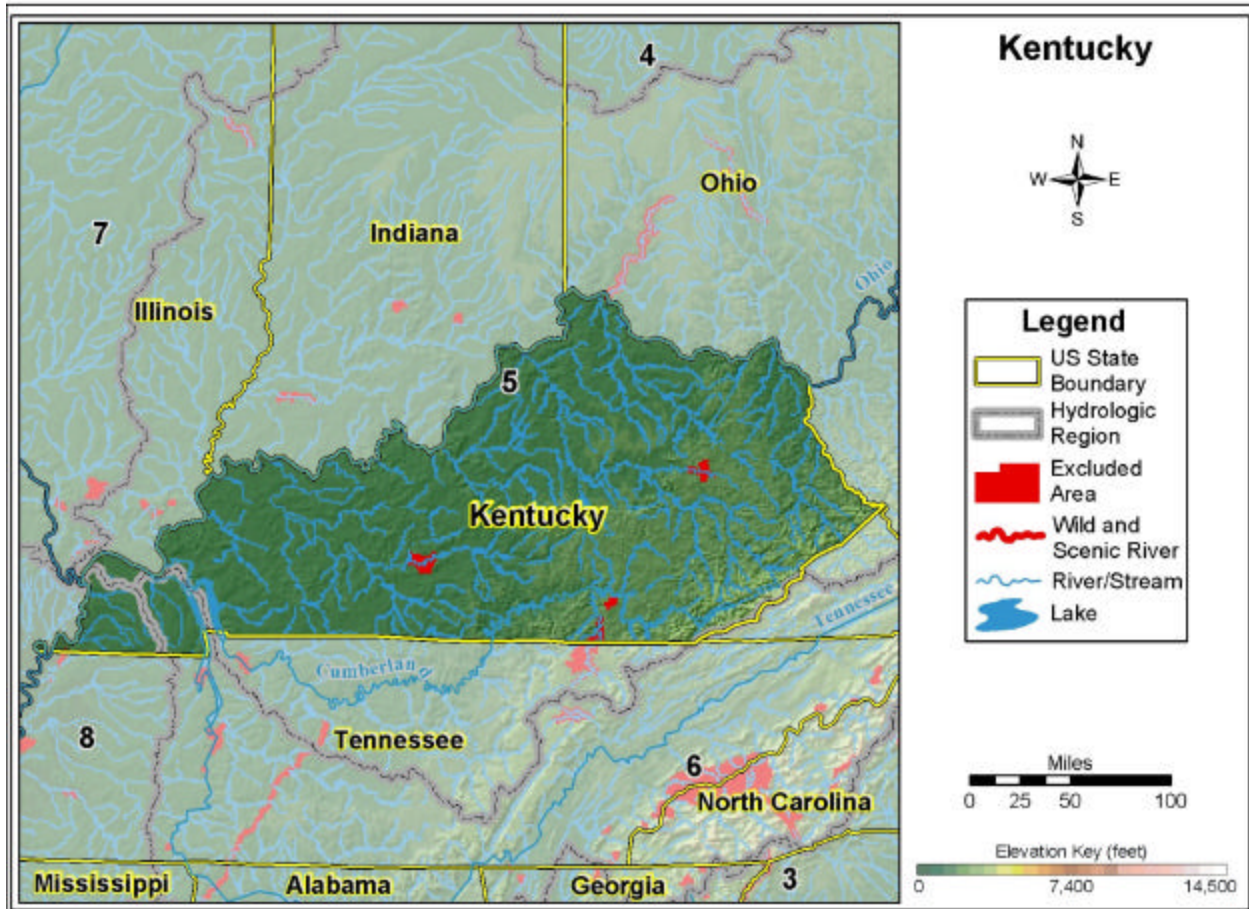 Kentucky
4
N
W E
S
Ohio
7
Indiana
Ohio
Illinois
Legend
US State
Boundary
Hydrologic
Region
Excluded
Area
Wild and
Scenic River
River/Stream
Lake
5
Kentucky
Tennessee
Cumberland
8
Tennessee
6
North Carolina
Miles
0 25 50 100
Elevation Key (feet)
0 7,400 14,500
Mississippi
Alabama
Georgia
3